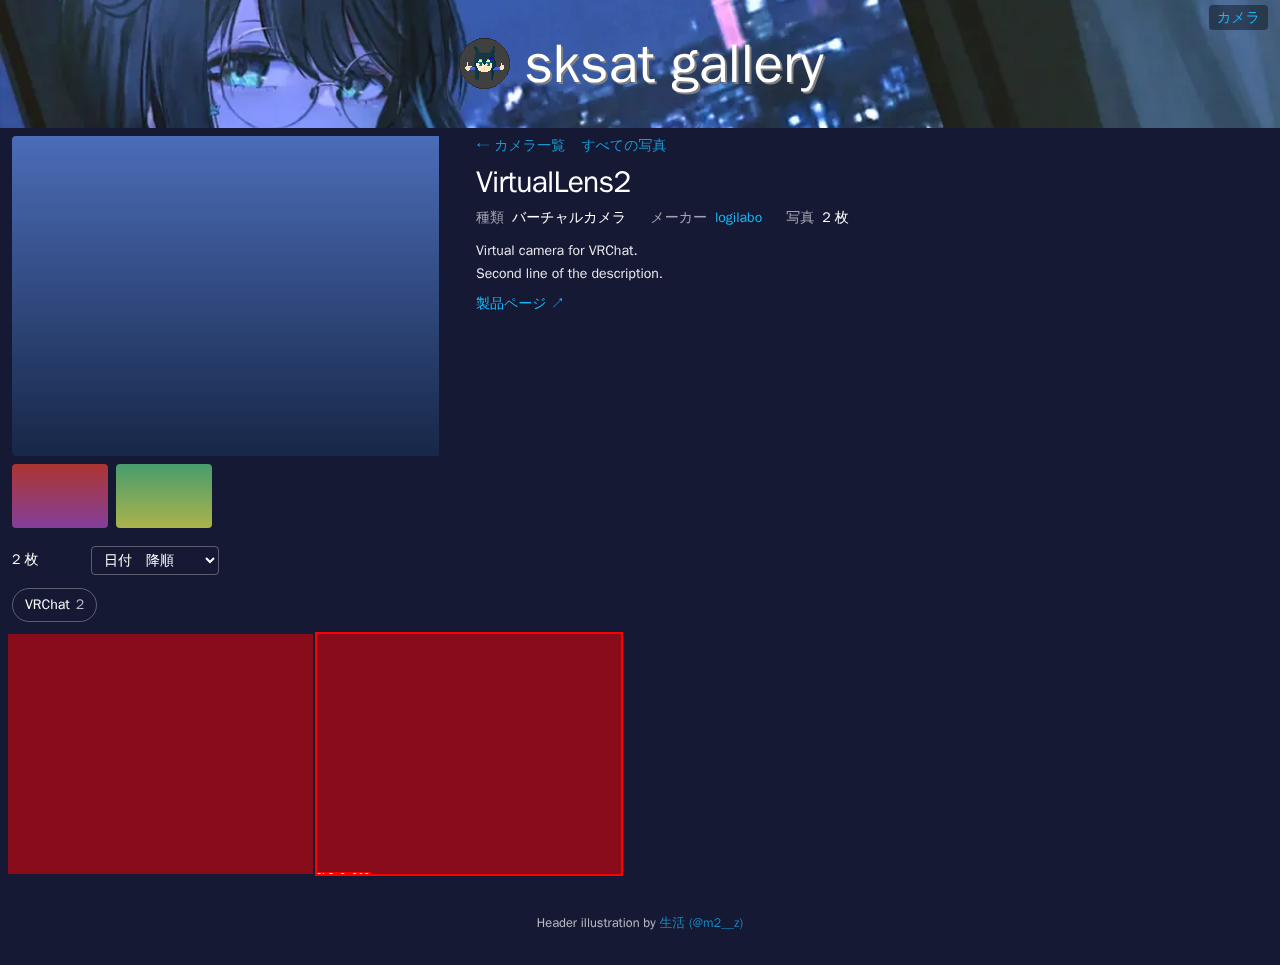 カメラ
sksat gallery
← カメラ一覧 すべての写真
VirtualLens2
種類 バーチャルカメラ メーカー logilabo 写真 2 枚
Virtual camera for VRChat.
Second line of the description.
製品ページ ↗
2 枚 日付 降順
VRChat 2
Header illustration by 生活 (@m2__z)